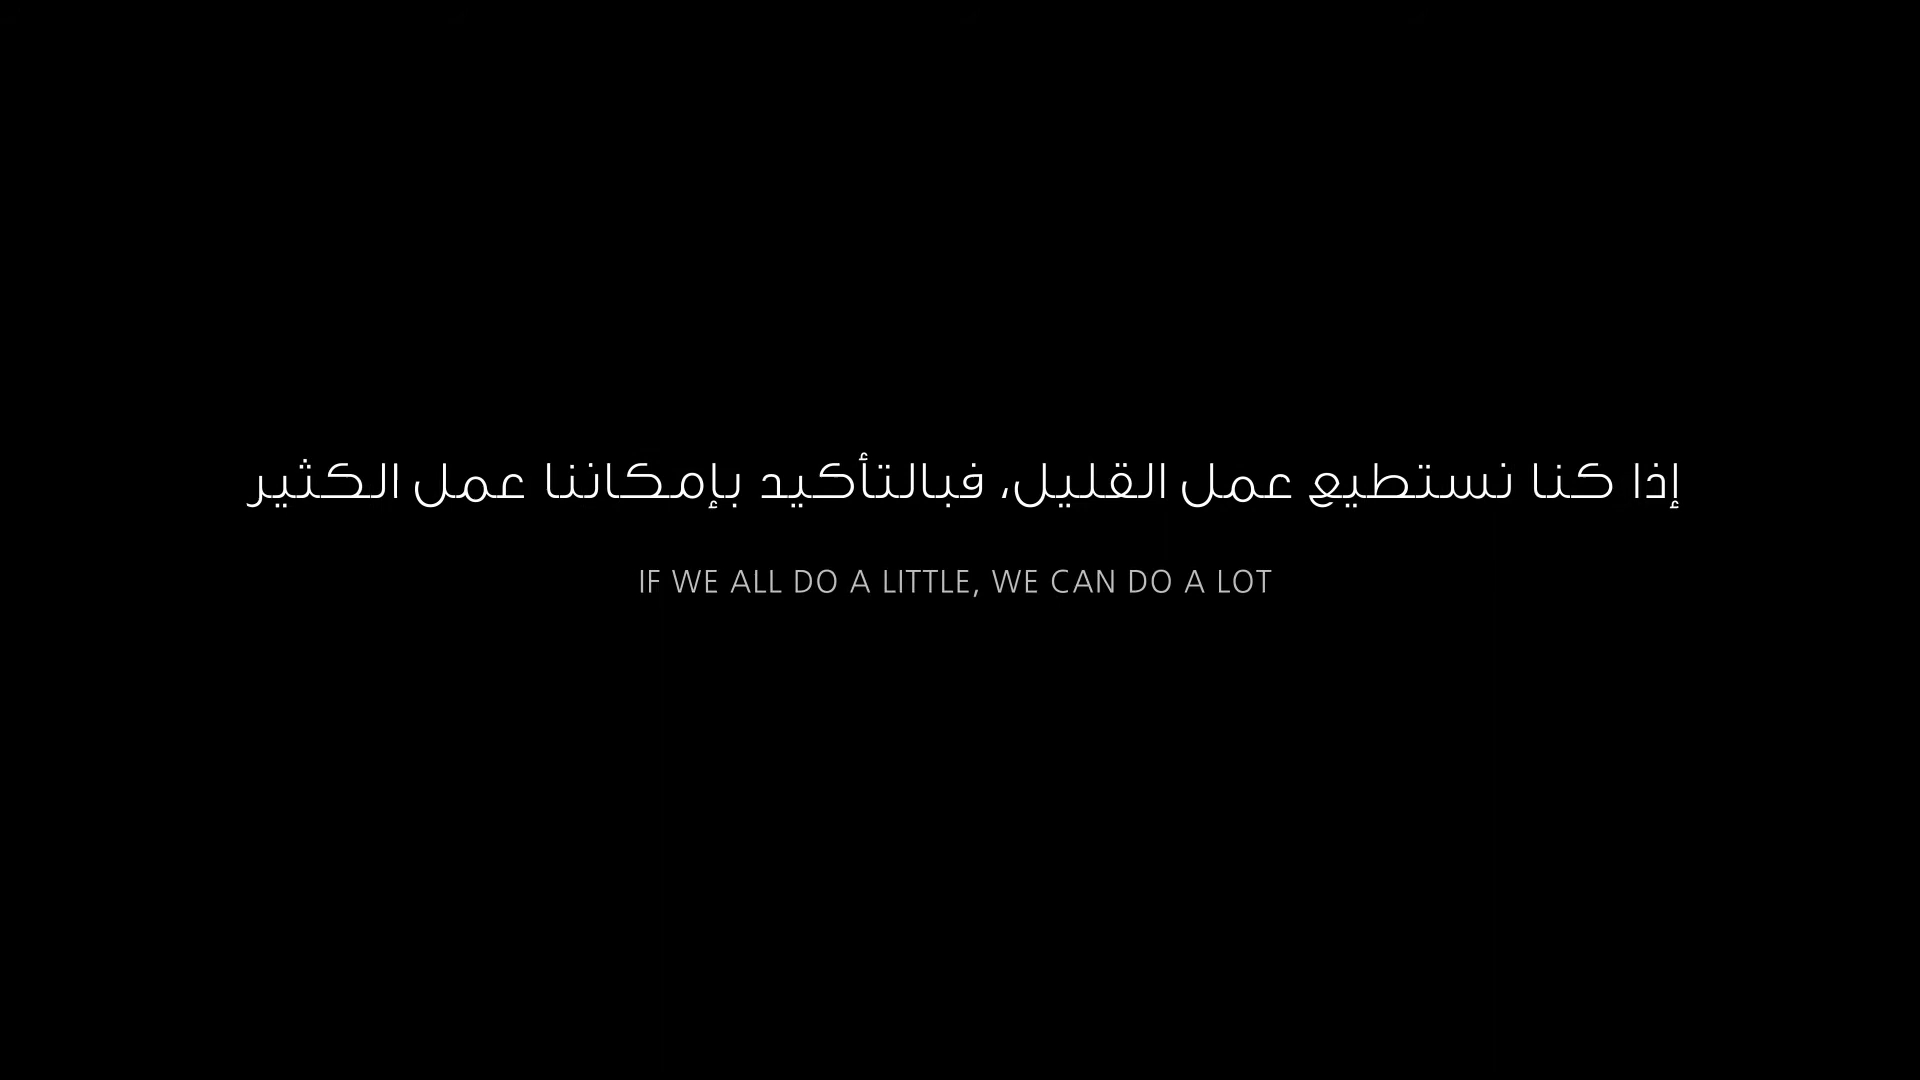 إذا كنا نستطيع عمل القليل، فبالتأكيد بإمكاننا عمل الكثير
IF WE ALL DO A LITTLE, WE CAN DO A LOT